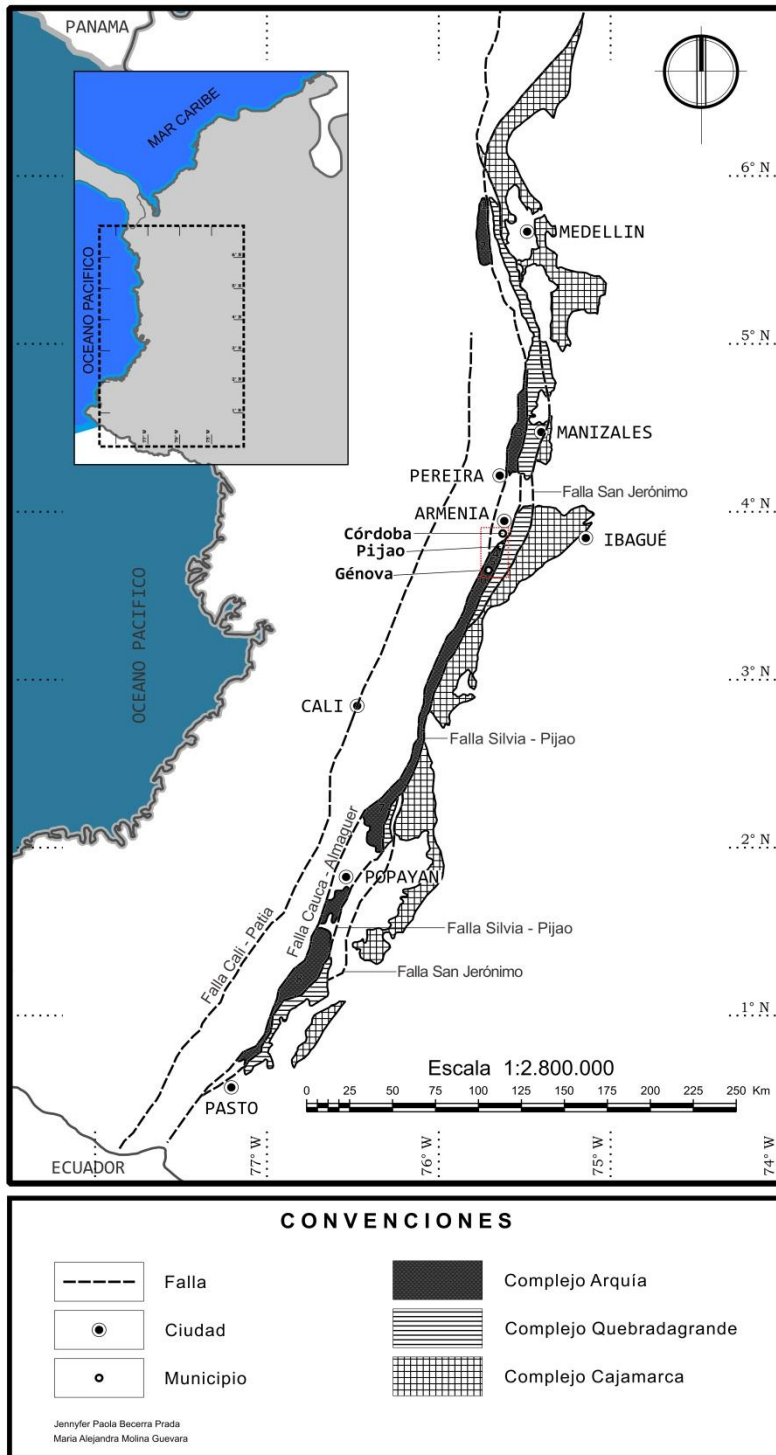 PANAMA
MAR CARIBE
OCEANO PACIFICO
6° N
MEDELLIN
5° N
MANIZALES
PEREIRA
Falla San Jerónimo
4° N
ARMENIA
Córdoba
IBAGUÉ
Pijao
Génova
OCEANO PACIFICO
3° N
CALI
Falla Silvia - Pijao
2° N
Falla Cauca - Almaguer
POPAYAN
Falla Silvia - Pijao
Falla Cali - Patia
Falla San Jerónimo
1° N
Escala 1:2.800.000
0 25 50 75 100 125 150 175 200 225 250 Km
PASTO
ECUADOR
77° W
76° W
75° W
74° W
CONVENCIONES
Falla
Complejo Arquía
Ciudad
Complejo Quebradagrande
Municipio
Complejo Cajamarca
Jennyfer Paola Becerra Prada
Maria Alejandra Molina Guevara